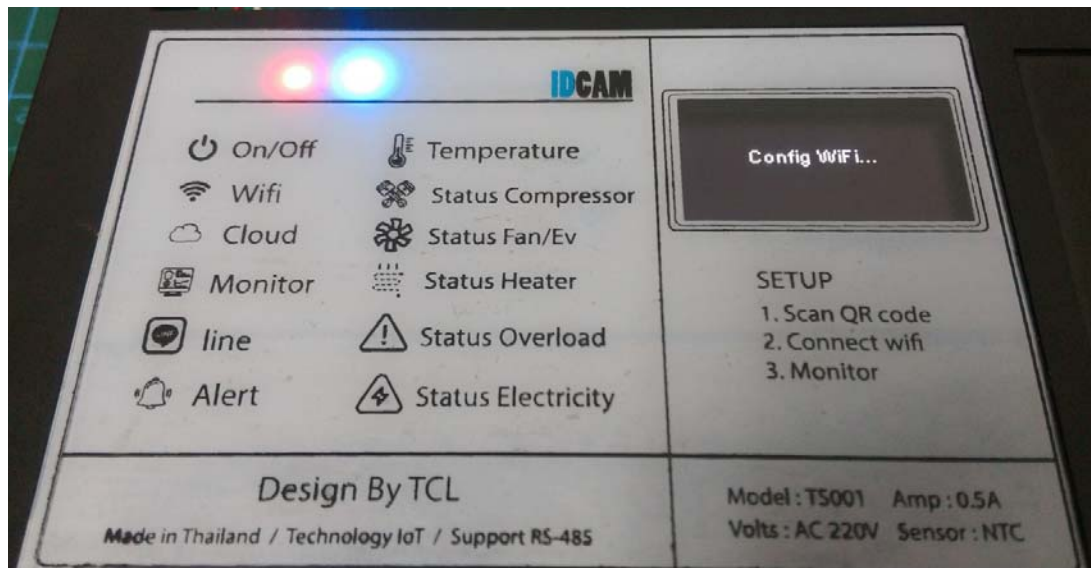 IDCAM
On/Off
Wifi
Cloud
Monitor
line
Alert
Temperature
Status Compressor
Status Fan/Ev
Status Heater
Status Overload
Status Electricity
Config WiFi...
SETUP
1. Scan QR code
2. Connect wifi
3. Monitor
Design By TCL
Made in Thailand / Technology IoT / Support RS-485
Model : TS001 Amp : 0.5A
Volts : AC 220V Sensor : NTC